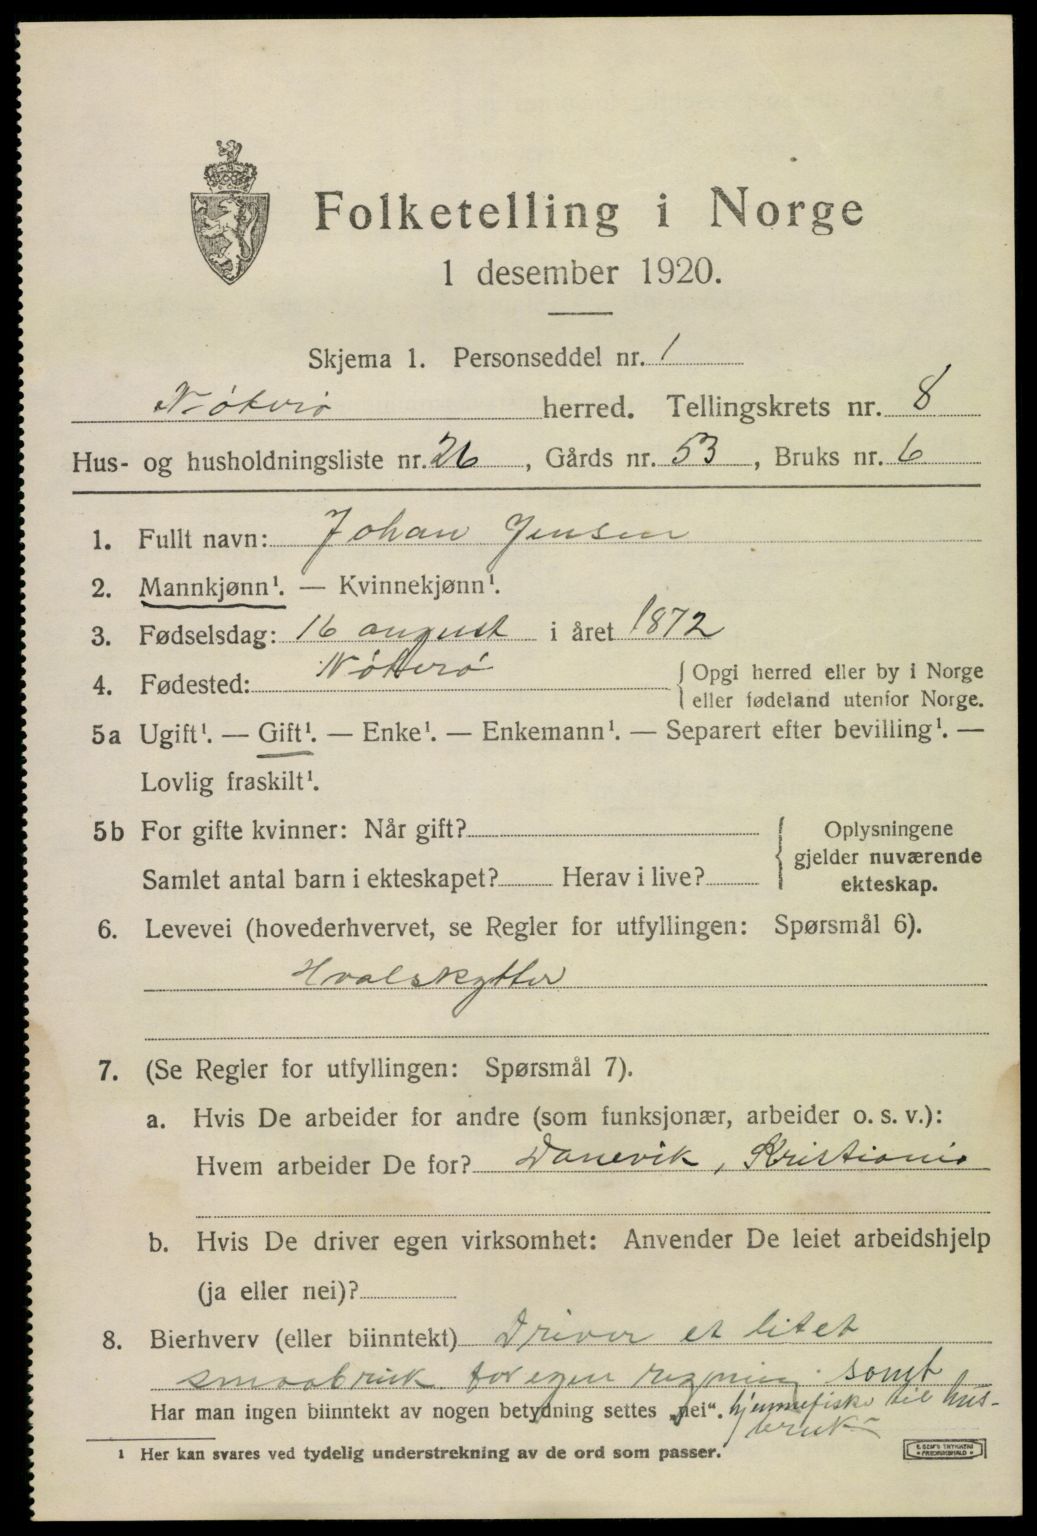 Folketelling i Norge
1 desember 1920.
Skjema 1. Personseddel nr. 1
Nøterø herred. Tellingskrets nr. 8
Hus- og husholdningsliste nr. 26, Gårds nr. 53, Bruks nr. 6
1. Fullt navn: Johan Jensen
2. Mannkjønn¹. — Kvinnekjønn¹.
3. Fødselsdag: 16 august i året 1872
4. Fødested: Nøtterø { Opgi herred eller by i Norge
eller fødeland utenfor Norge.
5a Ugift¹. — Gift¹. — Enke¹. — Enkemann¹. — Separert efter bevilling¹. —
Lovlig fraskilt¹.
5b For gifte kvinner: Når gift?
Samlet antal barn i ekteskapet? Herav i live?
Oplysningene
gjelder nuværende
ekteskap.
6. Levevei (hovederhvervet, se Regler for utfyllingen: Spørsmål 6).
Hvalskytter
7. (Se Regler for utfyllingen: Spørsmål 7).
a. Hvis De arbeider for andre (som funksjonær, arbeider o. s. v.):
Hvem arbeider De for? Danevik, Kristiania
b. Hvis De driver egen virksomhet: Anvender De leiet arbeidshjelp
(ja eller nei)?
8. Bierhverv (eller biinntekt) Driver et litet
smaabruk for egen regning samt
Har man ingen biinntekt av nogen betydning settes „nei". hjemmefiske til hus-
bruk
¹ Her kan svares ved tydelig understrekning av de ord som passer.